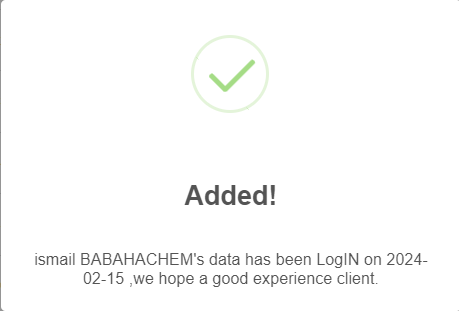 Added!
ismail BABAHACHEM's data has been LogIN on 2024-
02-15 ,we hope a good experience client.